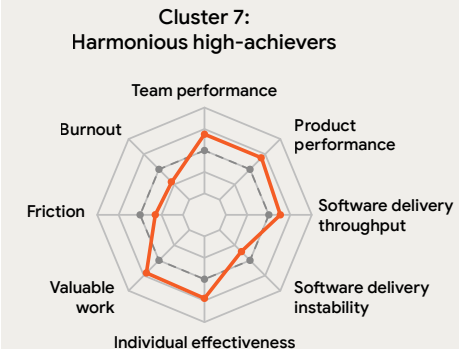 Cluster 7:
Harmonious high-achievers
Team performance
Burnout
Product
performance
Friction
Software delivery
throughput
Valuable
work
Software delivery
instability
Individual effectiveness